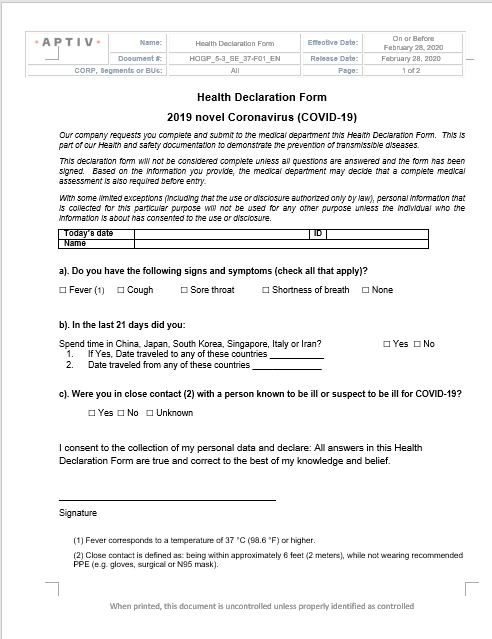 • A P T I V •
Name:
Health Declaration Form
Effective Date:
On or Before
February 28, 2020
Document #:
HOGP_5-3_SE_37-F01_EN
Release Date:
February 28, 2020
CORP, Segments or BUs:
All
Page:
1 of 2
Health Declaration Form
2019 novel Coronavirus (COVID-19)
Our company requests you complete and submit to the medical department this Health Declaration Form. This is
part of our Health and safety documentation to demonstrate the prevention of transmissible diseases.
This declaration form will not be considered complete unless all questions are answered and the form has been
signed. Based on the information you provide, the medical department may decide that a complete medical
assessment is also required before entry.
With some limited exceptions (including that the use or disclosure authorized only by law), personal information that
is collected for this particular purpose will not be used for any other purpose unless the individual who the
information is about has consented to the use or disclosure.
Today's date
ID
Name
a). Do you have the following signs and symptoms (check all that apply)?
☐ Fever (1) ☐ Cough ☐ Sore throat ☐ Shortness of breath ☐ None
b). In the last 21 days did you:
Spend time in China, Japan, South Korea, Singapore, Italy or Iran? ☐ Yes ☐ No
1. If Yes, Date traveled to any of these countries __________
2. Date traveled from any of these countries ____________
c). Were you in close contact (2) with a person known to be ill or suspect to be ill for COVID-19?
☐ Yes ☐ No ☐ Unknown
I consent to the collection of my personal data and declare: All answers in this Health
Declaration Form are true and correct to the best of my knowledge and belief.
Signature
(1) Fever corresponds to a temperature of 37 °C (98.6 °F) or higher.
(2) Close contact is defined as: being within approximately 6 feet (2 meters), while not wearing recommended
PPE (e.g. gloves, surgical or N95 mask).
When printed, this document is uncontrolled unless properly identified as controlled